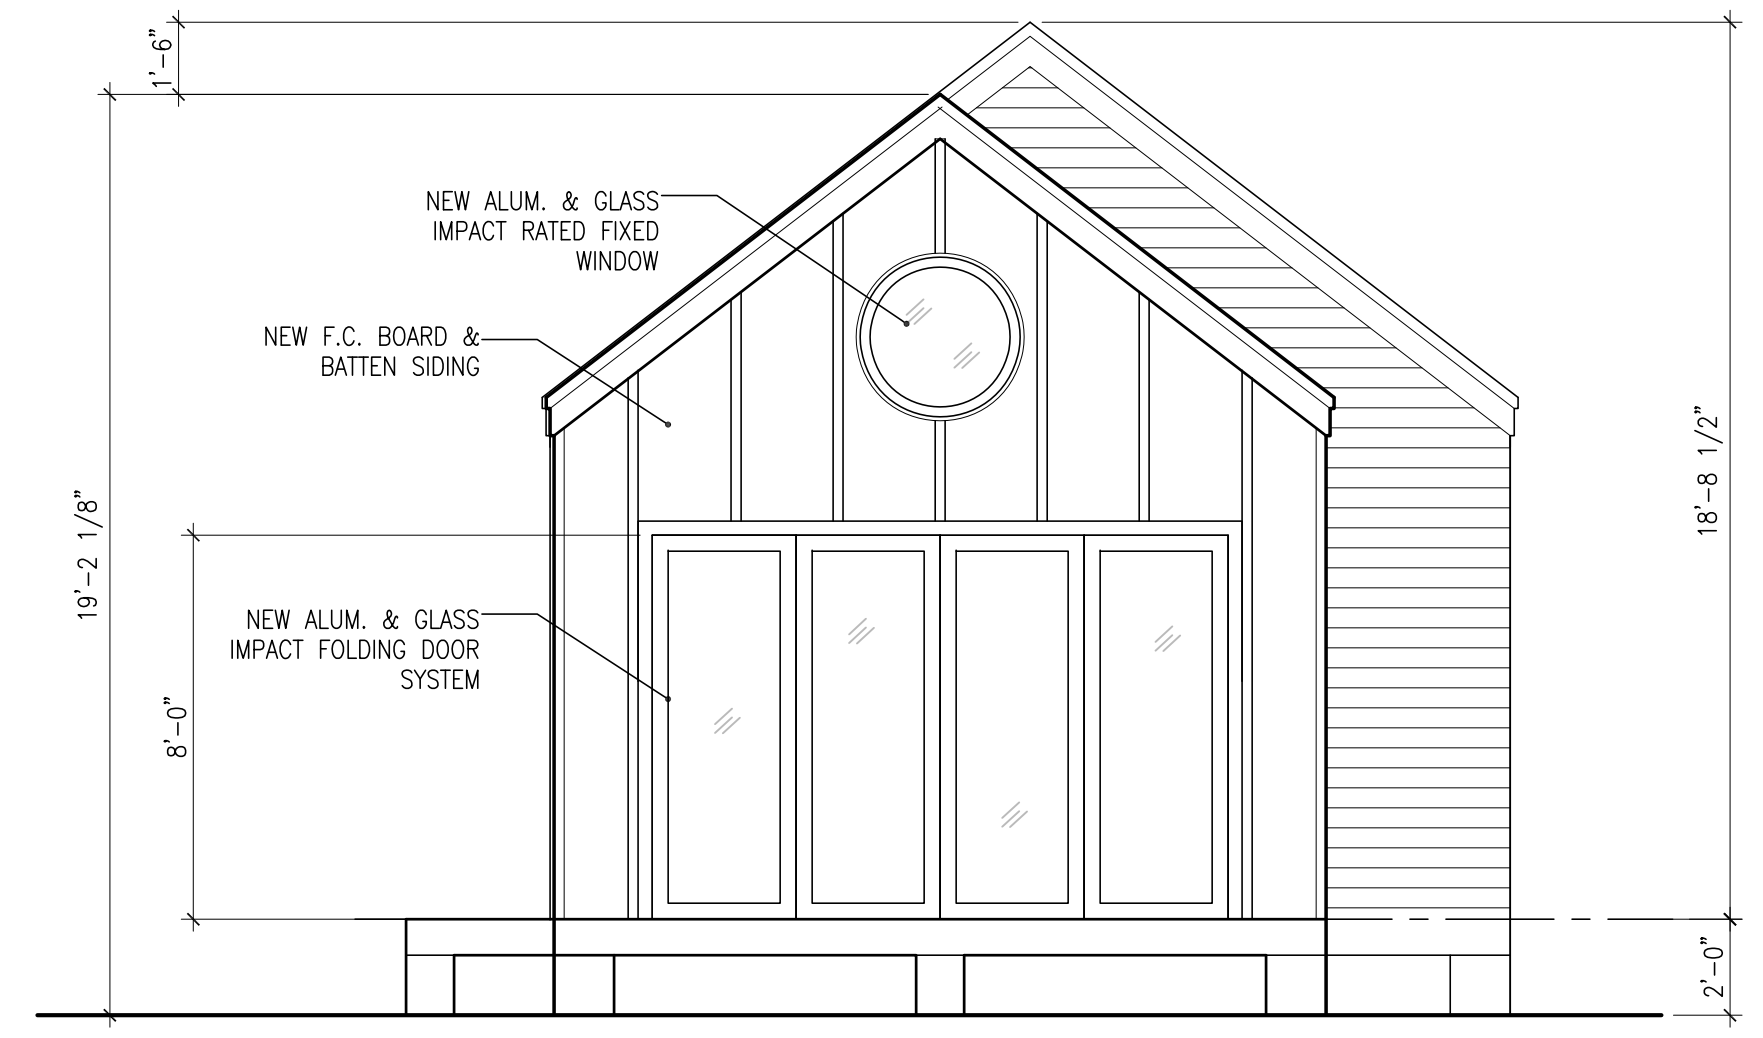 1'-6"
NEW ALUM. & GLASS
IMPACT RATED FIXED
WINDOW
NEW F.C. BOARD &
BATTEN SIDING
18'-8 1/2"
19'-2 1/8"
NEW ALUM. & GLASS
IMPACT FOLDING DOOR
SYSTEM
8'-0"
2'-0"